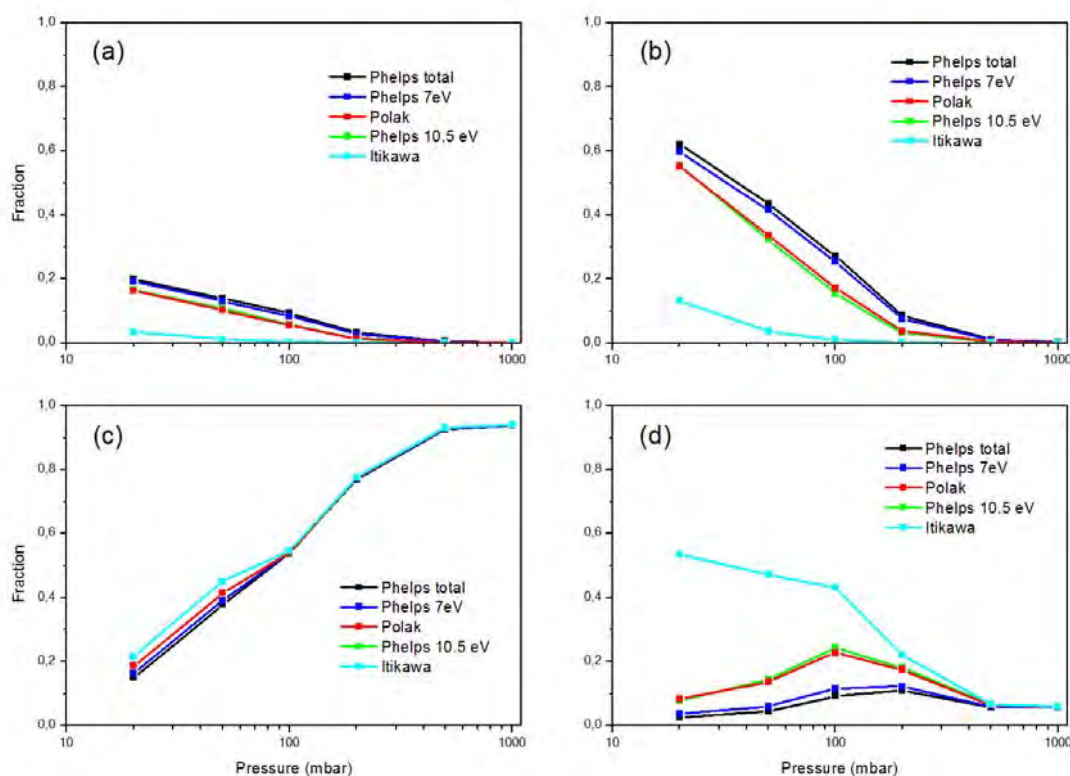 1,0
0,8
0,6
0,4
0,2
0,0
Fraction
(a)
Phelps total
Phelps 7eV
Polak
Phelps 10.5 eV
Itikawa
10
100
1000
1,0
0,8
0,6
0,4
0,2
0,0
(b)
Phelps total
Phelps 7eV
Polak
Phelps 10.5 eV
Itikawa
10
100
1000
1,0
0,8
0,6
0,4
0,2
0,0
Fraction
(c)
Phelps total
Phelps 7eV
Polak
Phelps 10.5 eV
Itikawa
10
100
1000
Pressure (mbar)
1,0
0,8
0,6
0,4
0,2
0,0
(d)
Phelps total
Phelps 7eV
Polak
Phelps 10.5 eV
Itikawa
10
100
1000
Pressure (mbar)